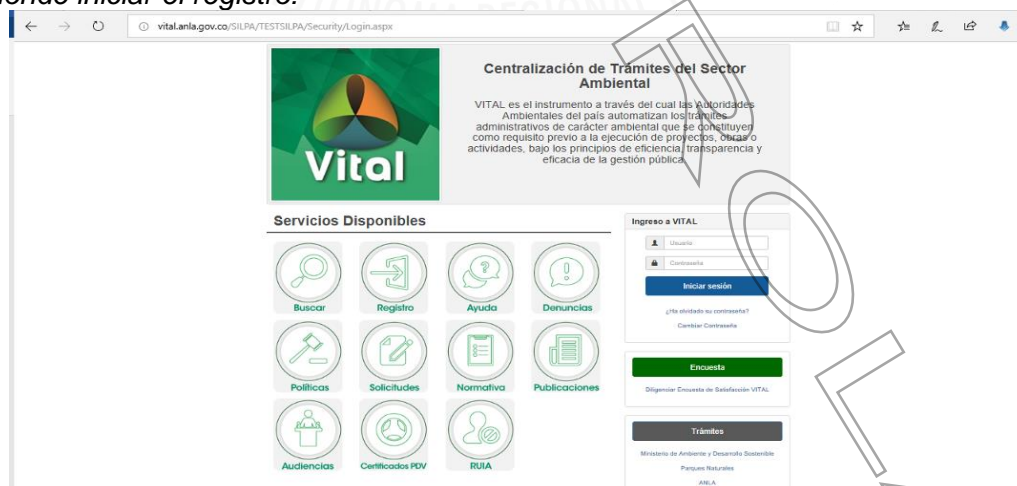 endo iniciar el registro.
vital.anla.gov.co/SILPA/TESTSILPA/Security/Login.aspx
Vital
Centralización de Trámites del Sector
Ambiental
VITAL es el instrumento a través del cual las Autoridades
Ambientales del país automatizan los trámites
administrativos de carácter ambiental que se constituyen
como requisito previo a la ejecución de proyectos, obras o
actividades, bajo los principios de eficiencia, transparencia y
eficacia de la gestión pública.
Servicios Disponibles
Buscar
Registro
Ayuda
Denuncias
Políticas
Solicitudes
Normativa
Publicaciones
Audiencias
Certificados PDV
RUIA
Ingreso a VITAL
Usuario
Contraseña
Iniciar sesión
¿Ha olvidado su contraseña?
Cambiar Contraseña
Encuesta
Diligenciar Encuesta de Satisfacción VITAL
Trámites
Ministerio de Ambiente y Desarrollo Sostenible
Parques Naturales
ANLA